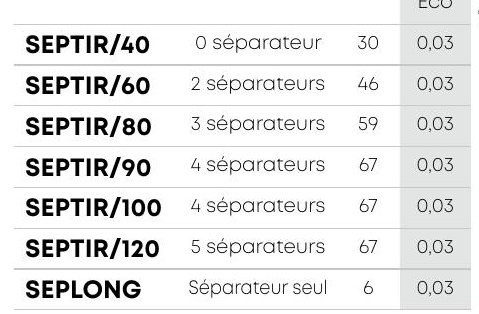 ECO
SEPTIR/40 0 séparateur 30 0,03
SEPTIR/60 2 séparateurs 46 0,03
SEPTIR/80 3 séparateurs 59 0,03
SEPTIR/90 4 séparateurs 67 0,03
SEPTIR/100 4 séparateurs 67 0,03
SEPTIR/120 5 séparateurs 67 0,03
SEPLONG Séparateur seul 6 0,03